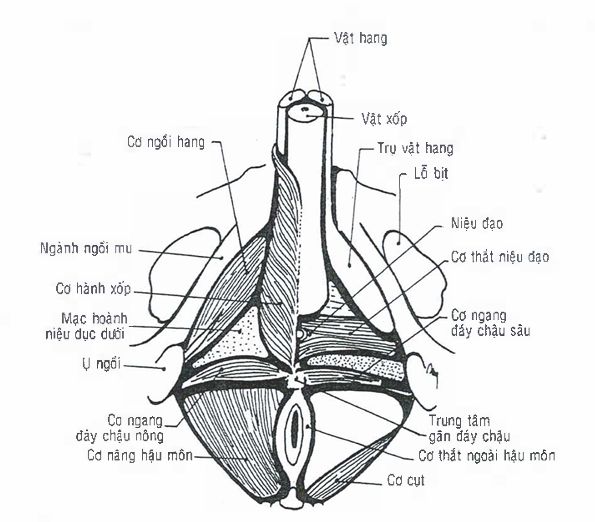 Vật hang
Vật xốp
Cơ ngồi hang
Trụ vật hang
Lỗ bịt
Niệu đạo
Ngành ngồi mu
Cơ thắt niệu đạo
Cơ hành xốp
Cơ ngang
đáy chậu sâu
Mạc hoành
niệu dục dưới
Ụ ngồi
Cơ ngang
đáy chậu nông
Trung tâm
gân đáy chậu
Cơ nâng hậu môn
Cơ thắt ngoài hậu môn
Cơ cụt